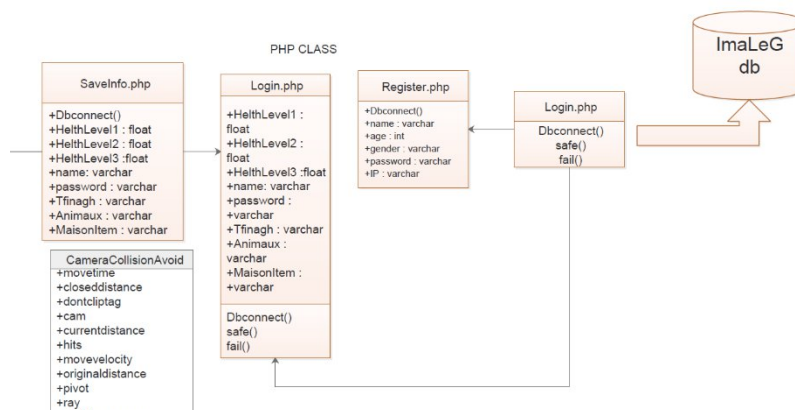 PHP CLASS
SaveInfo.php
+Dbconnect()
+HelthLevel1 : float
+HelthLevel2 : float
+HelthLevel3 :float
+name: varchar
+password : varchar
+Tfinagh : varchar
+Animaux : varchar
+MaisonItem : varchar
CameraCollisionAvoid
+movetime
+closeddistance
+dontcliptag
+cam
+currentdistance
+hits
+movevelocity
+originaldistance
+pivot
+ray
Login.php
+HelthLevel1 :
float
+HelthLevel2 :
float
+HelthLevel3 :float
+name: varchar
+password :
+varchar
+Tfinagh : varchar
+Animaux :
varchar
+MaisonItem :
+varchar
Dbconnect()
safe()
fail()
Register.php
+Dbconnect()
+name : varchar
+age : int
+gender : varchar
+password : varchar
+IP : varchar
Login.php
Dbconnect()
safe()
fail()
ImaLeG
db